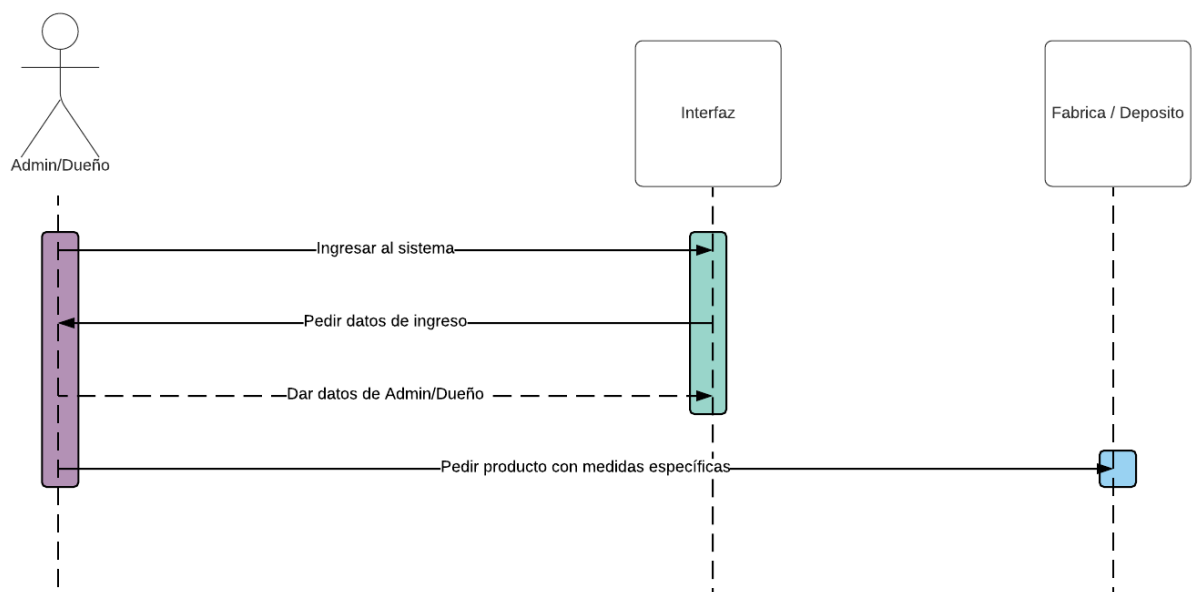 Admin/Dueño
Interfaz
Fabrica / Deposito
Ingresar al sistema
Pedir datos de ingreso
Dar datos de Admin/Dueño
Pedir producto con medidas específicas